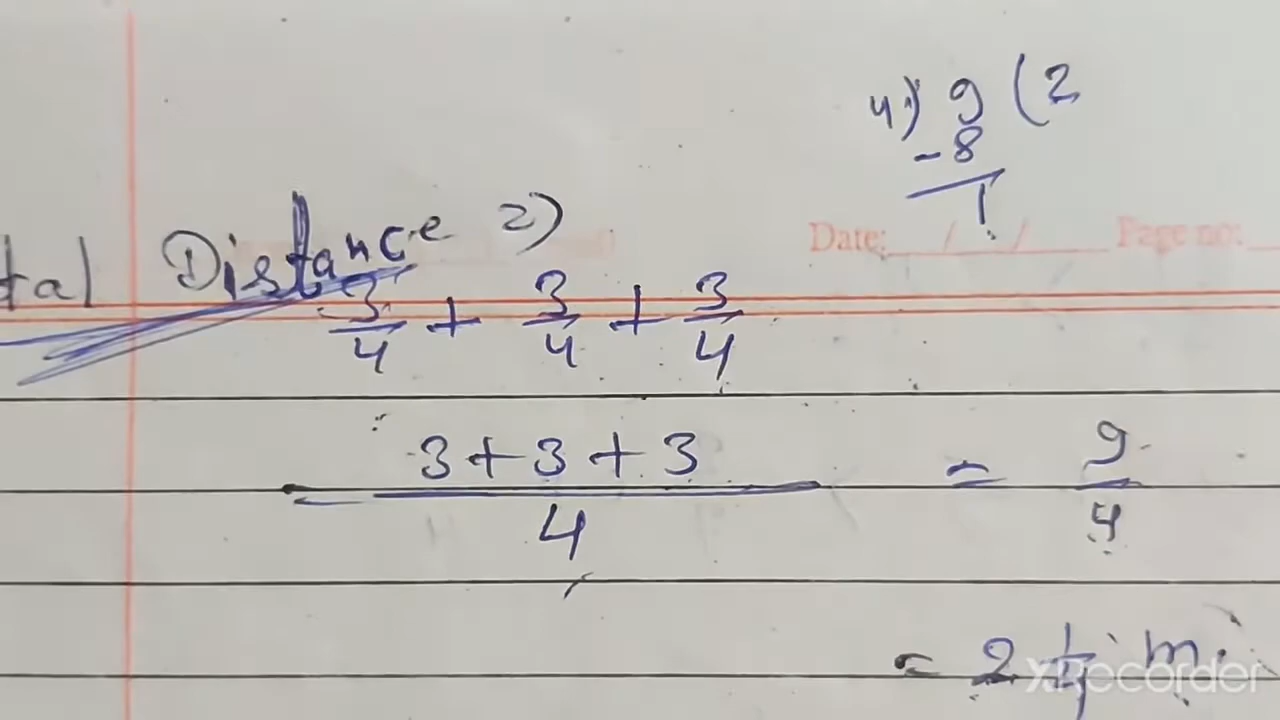 4) 9 (2
-8
1
Date: / / Page no:
tal Distance 2)
3/4 + 3/4 + 3/4
= 3+3+3/4 = 9/4
= 2 1/4 m.
XRecorder